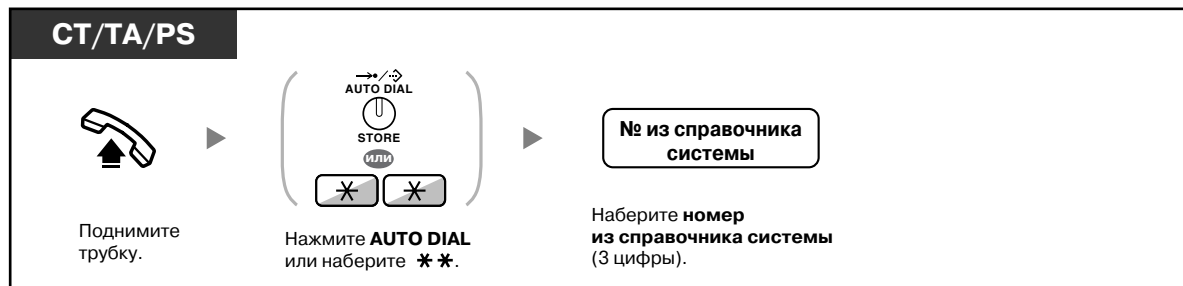 CT/TA/PS
AUTO DIAL
STORE
или
№ из справочника
системы
Поднимите
трубку.
Нажмите AUTO DIAL
или наберите ✱✱.
Наберите номер
из справочника системы
(3 цифры).